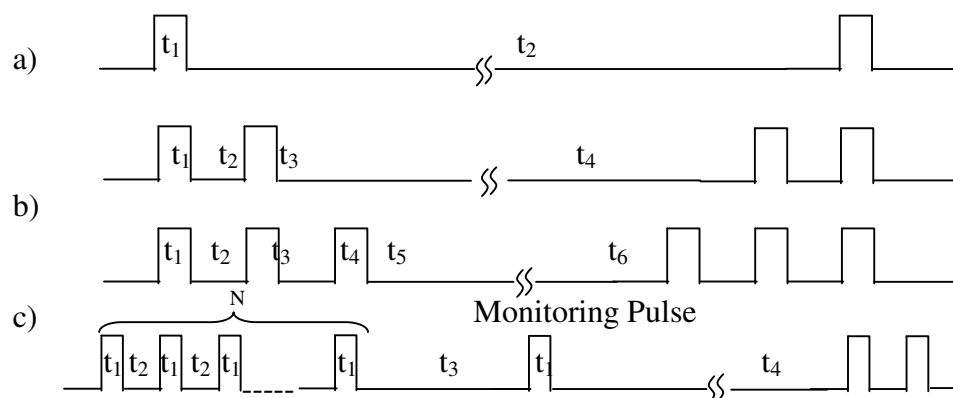 a) t₁ t₂
t₁ t₂ t₃ t₄
b)
t₁ t₂ t₃ t₄ t₅ t₆
N
Monitoring Pulse
c)
t₁ t₂ t₁ t₂ t₁ t₁ t₃ t₁ t₄